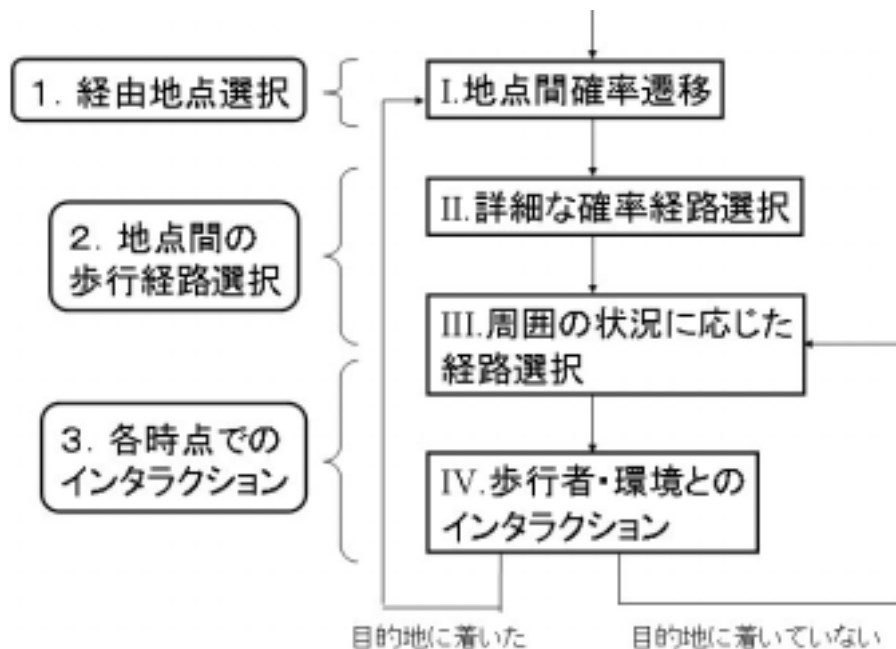 1. 経由地点選択
I.地点間確率遷移
II.詳細な確率経路選択
2. 地点間の
歩行経路選択
III.周囲の状況に応じた
経路選択
3. 各時点での
インタラクション
IV.歩行者・環境との
インタラクション
目的地に着いた
目的地に着いていない